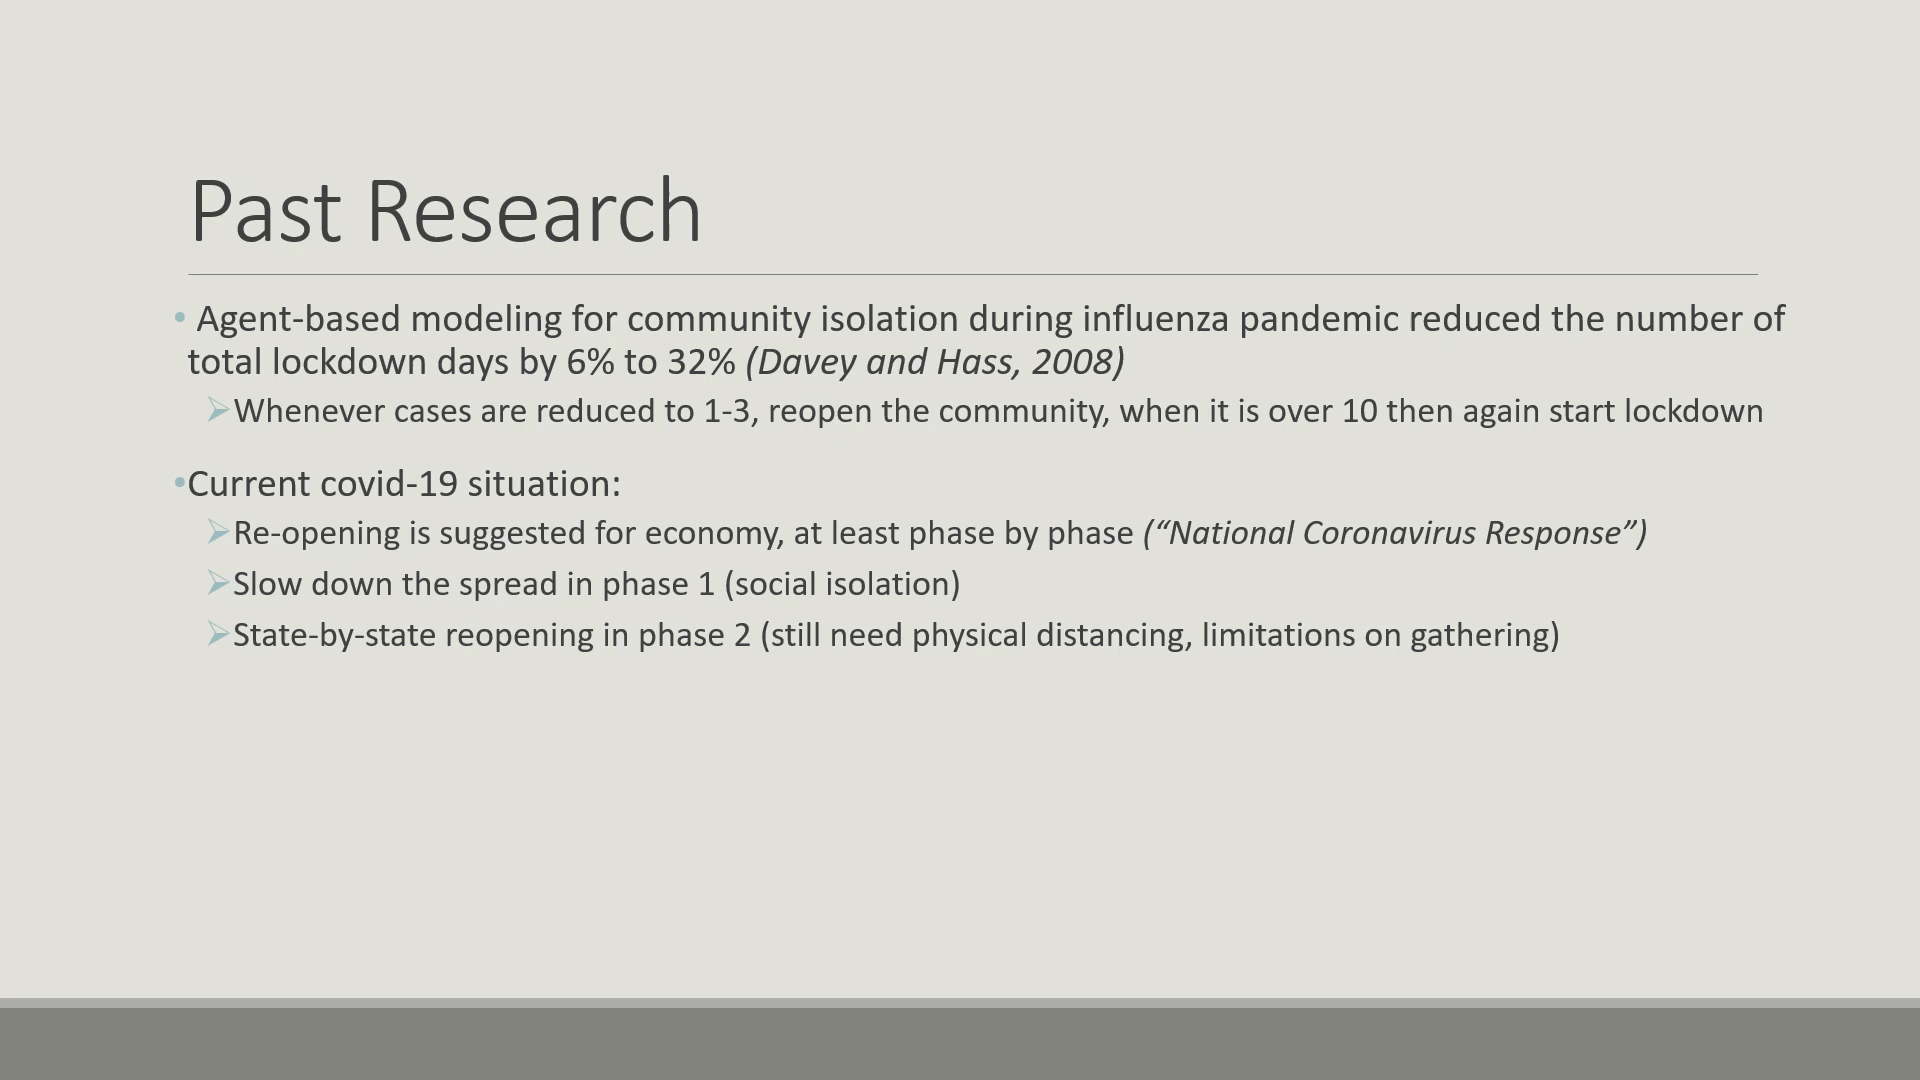 Past Research
• Agent-based modeling for community isolation during influenza pandemic reduced the number of
total lockdown days by 6% to 32% (Davey and Hass, 2008)
➢Whenever cases are reduced to 1-3, reopen the community, when it is over 10 then again start lockdown
•Current covid-19 situation:
➢Re-opening is suggested for economy, at least phase by phase (“National Coronavirus Response”)
➢Slow down the spread in phase 1 (social isolation)
➢State-by-state reopening in phase 2 (still need physical distancing, limitations on gathering)